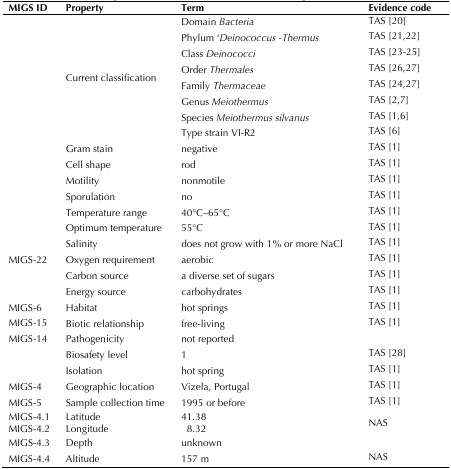 MIGS ID Property Term Evidence code
Domain Bacteria TAS [20]
Phylum ‘Deinococcus -Thermus TAS [21,22]
Class Deinococci TAS [23-25]
Order Thermales TAS [26,27]
Current classification
Family Thermaceae TAS [24,27]
Genus Meiothermus TAS [2,7]
Species Meiothermus silvanus TAS [1,6]
Type strain VI-R2 TAS [6]
Gram stain negative TAS [1]
Cell shape rod TAS [1]
Motility nonmotile TAS [1]
Sporulation no TAS [1]
Temperature range 40°C–65°C TAS [1]
Optimum temperature 55°C TAS [1]
Salinity does not grow with 1% or more NaCl TAS [1]
MIGS-22 Oxygen requirement aerobic TAS [1]
Carbon source a diverse set of sugars TAS [1]
Energy source carbohydrates TAS [1]
MIGS-6 Habitat hot springs TAS [1]
MIGS-15 Biotic relationship free-living TAS [1]
MIGS-14 Pathogenicity not reported
Biosafety level 1 TAS [28]
Isolation hot spring TAS [1]
MIGS-4 Geographic location Vizela, Portugal TAS [1]
MIGS-5 Sample collection time 1995 or before TAS [1]
MIGS-4.1 Latitude 41.38
NAS
MIGS-4.2 Longitude 8.32
MIGS-4.3 Depth unknown
MIGS-4.4 Altitude 157 m NAS